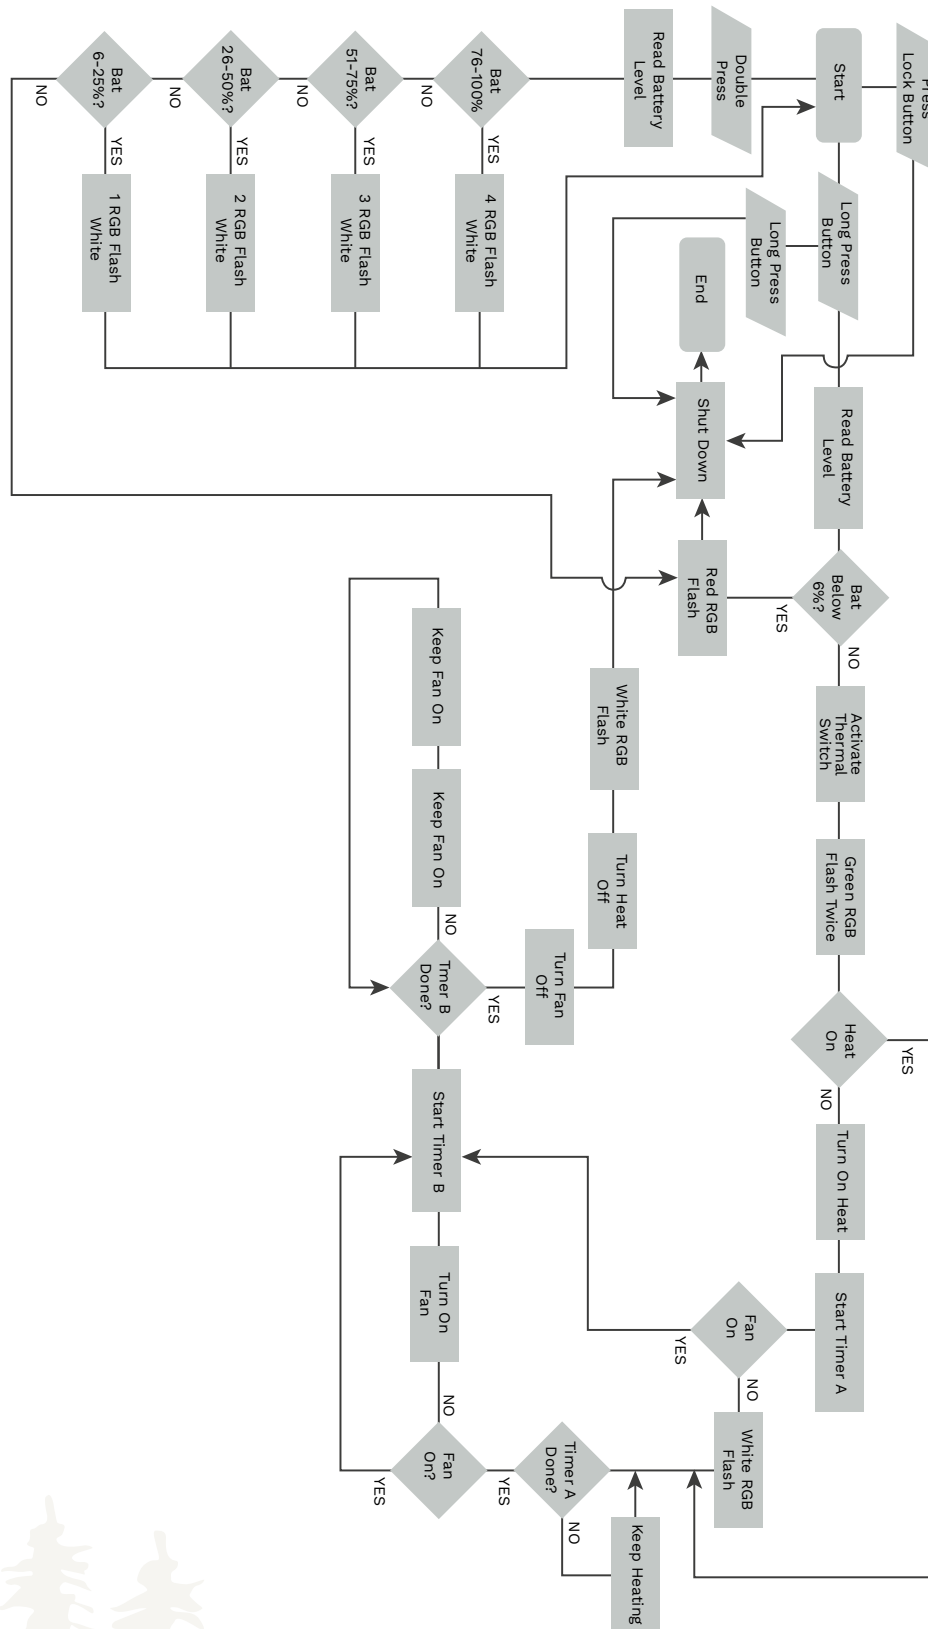 Press
Lock Button
Start
Double
Press
Read Battery
Level
Bat
76-100%
NO
YES
4 RGB Flash
White
Bat
51-75%?
NO
YES
3 RGB Flash
White
Bat
26-50%?
NO
YES
2 RGB Flash
White
Bat
6-25%?
NO
YES
1 RGB Flash
White
Long Press
Button
Long Press
Button
End
Shut Down
Read Battery
Level
Bat
Below
6%?
YES
NO
Red RGB
Flash
Activate
Thermal
Switch
Green RGB
Flash Twice
Heat
On
YES
NO
Turn On Heat
Start Timer A
Fan
On
YES
NO
White RGB
Flash
Keep Heating
Timer A
Done?
NO
YES
Fan
On?
YES
NO
Turn On
Fan
Start Timer B
Tmer B
Done?
YES
NO
Keep Fan On
Keep Fan On
Turn Fan
Off
Turn Heat
Off
White RGB
Flash